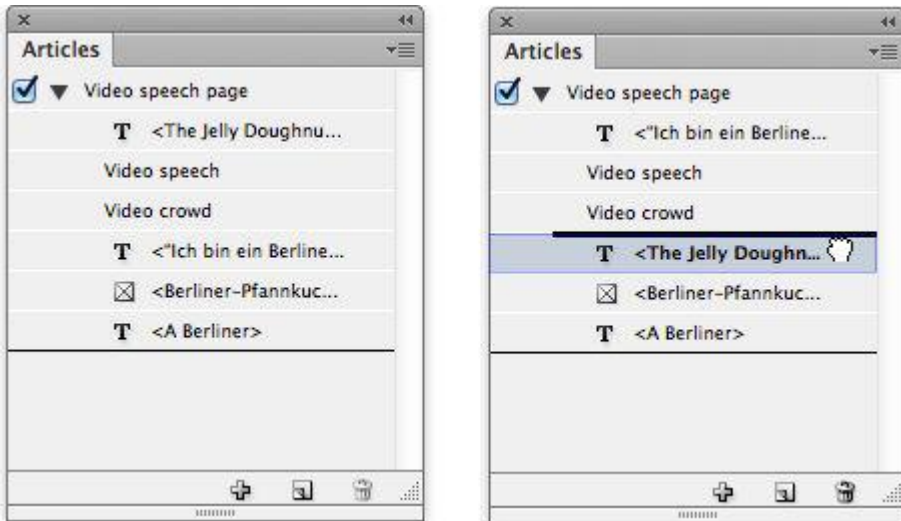 Articles
Video speech page
T <The Jelly Doughnu...
Video speech
Video crowd
T <"Ich bin ein Berline...
<Berliner-Pfannkuc...
T <A Berliner>
Articles
Video speech page
T <"Ich bin ein Berline...
Video speech
Video crowd
T <The Jelly Doughn...
<Berliner-Pfannkuc...
T <A Berliner>